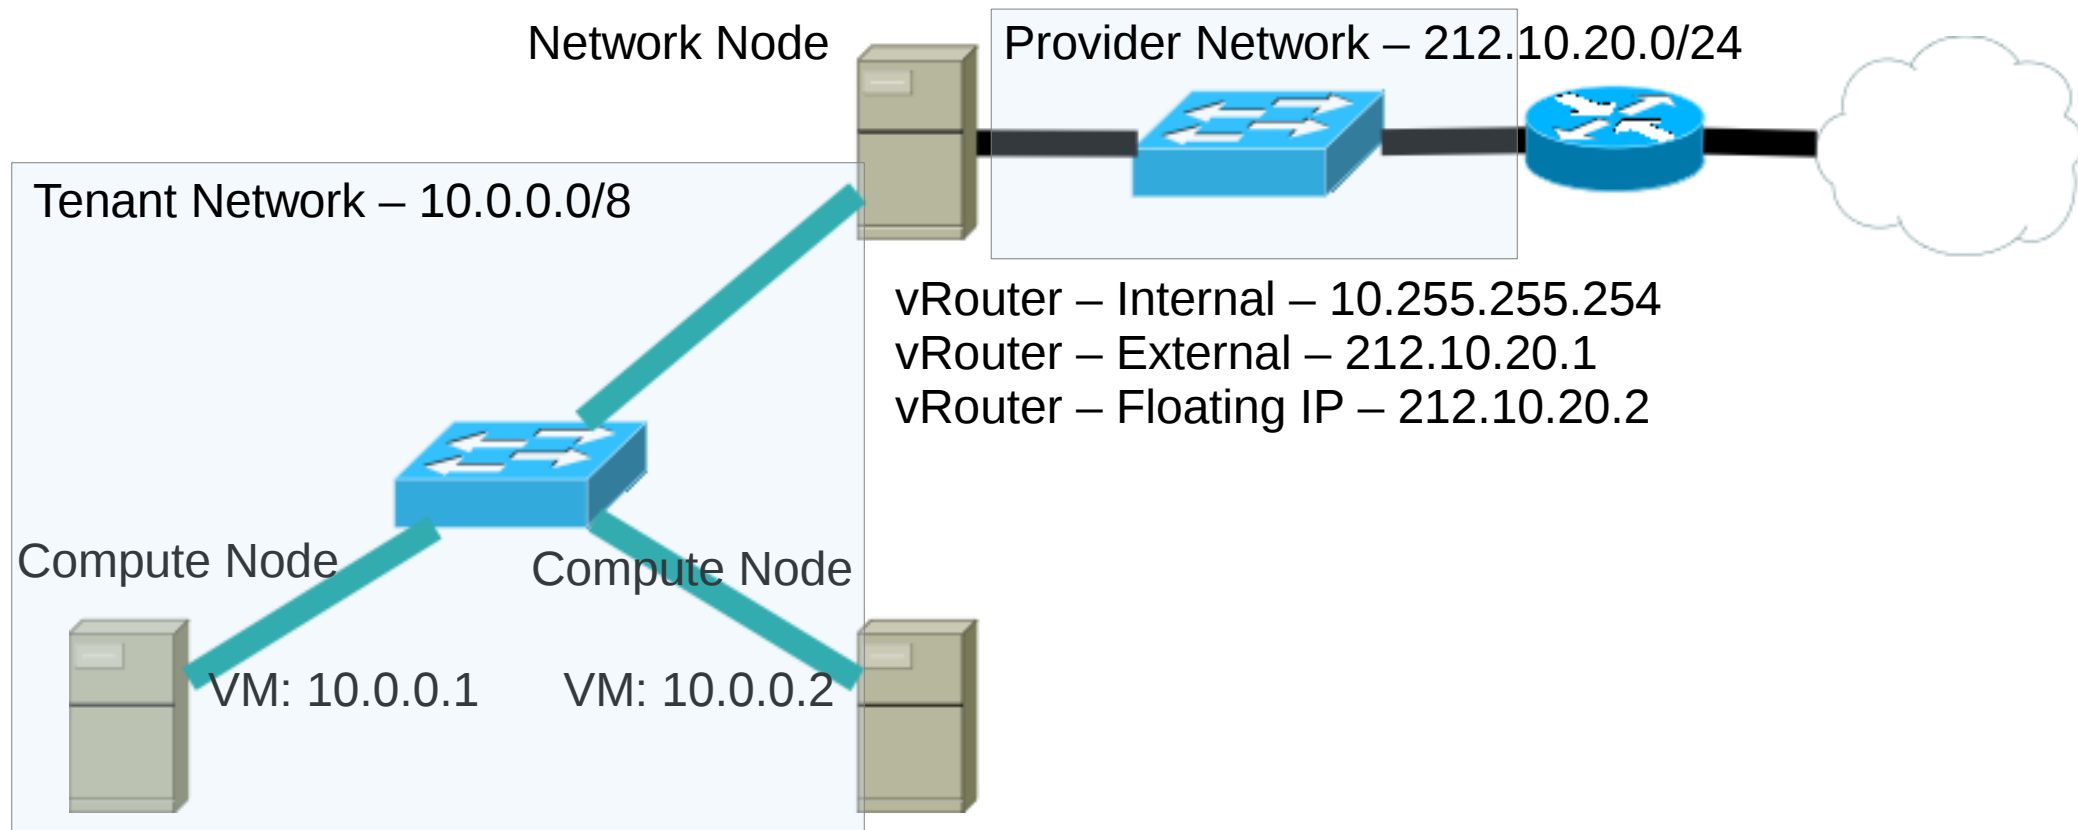 Network Node
Provider Network – 212.10.20.0/24
Tenant Network – 10.0.0.0/8
vRouter – Internal – 10.255.255.254
vRouter – External – 212.10.20.1
vRouter – Floating IP – 212.10.20.2
Compute Node
Compute Node
VM: 10.0.0.1
VM: 10.0.0.2